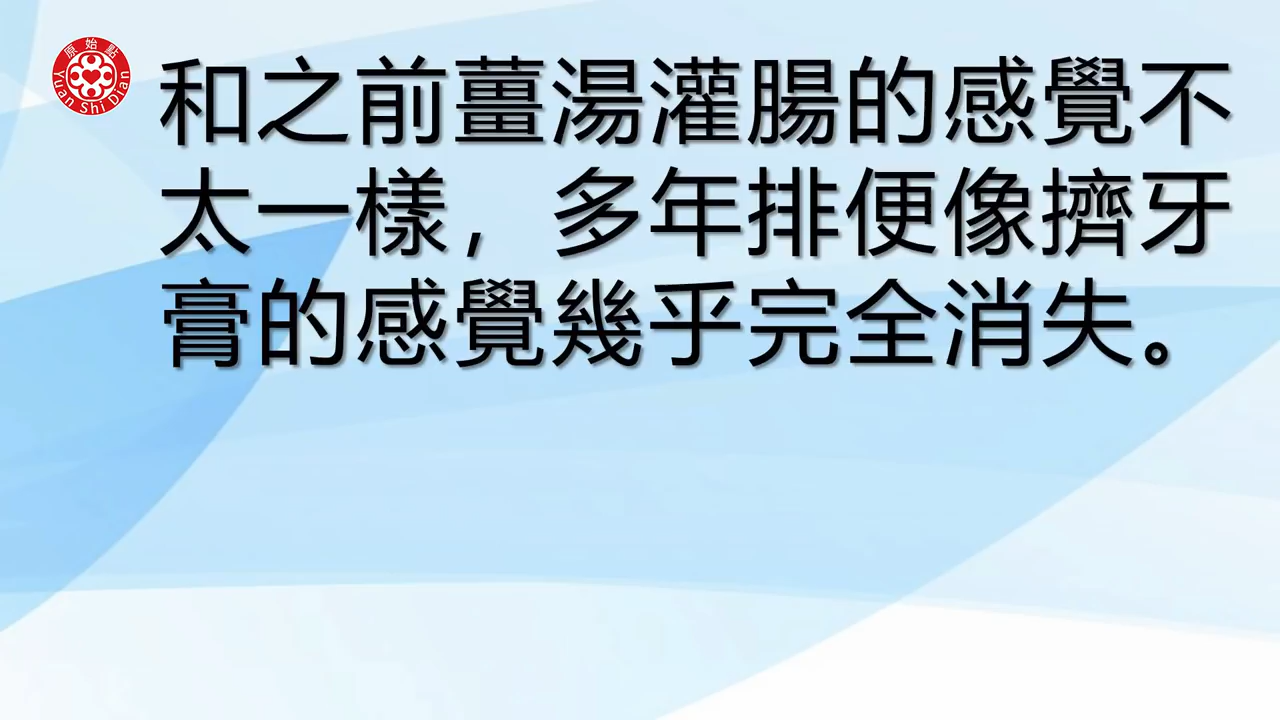 原始點
Yuan Shi Dian
和之前薑湯灌腸的感覺不
太一樣，多年排便像擠牙
膏的感覺幾乎完全消失。